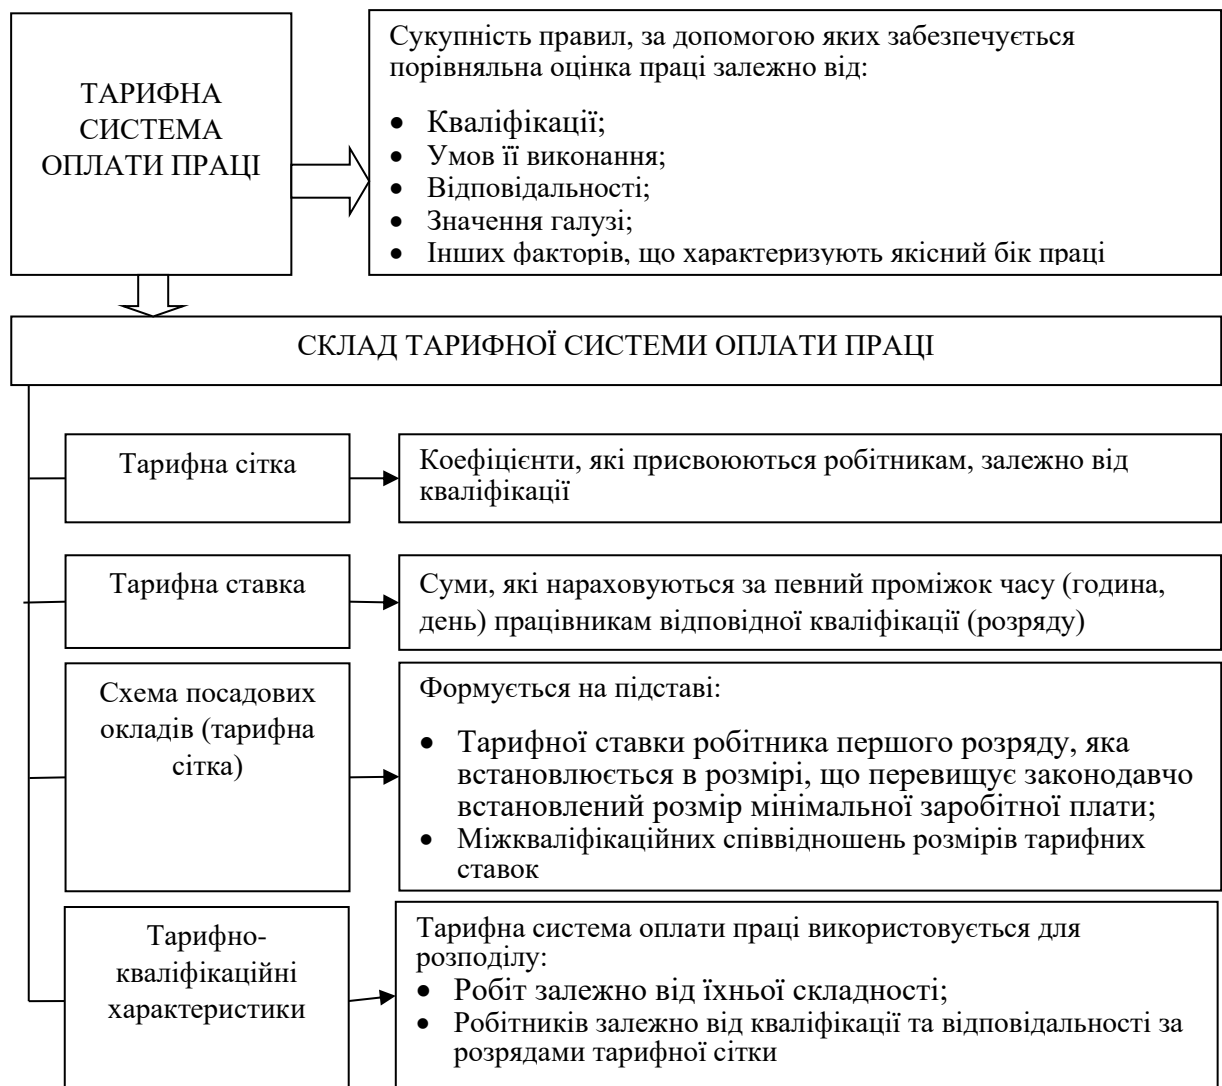 ТАРИФНА
СИСТЕМА
ОПЛАТИ ПРАЦІ
Сукупність правил, за допомогою яких забезпечується
порівняльна оцінка праці залежно від:
• Кваліфікації;
• Умов її виконання;
• Відповідальності;
• Значення галузі;
• Інших факторів, що характеризують якісний бік праці
СКЛАД ТАРИФНОЇ СИСТЕМИ ОПЛАТИ ПРАЦІ
Тарифна сітка
Коефіцієнти, які присвоюються робітникам, залежно від
кваліфікації
Тарифна ставка
Суми, які нараховуються за певний проміжок часу (година,
день) працівникам відповідної кваліфікації (розряду)
Схема посадових
окладів (тарифна
сітка)
Формується на підставі:
• Тарифної ставки робітника першого розряду, яка
встановлюється в розмірі, що перевищує законодавчо
встановлений розмір мінімальної заробітної плати;
• Міжкваліфікаційних співвідношень розмірів тарифних
ставок
Тарифно-
кваліфікаційні
характеристики
Тарифна система оплати праці використовується для
розподілу:
• Робіт залежно від їхньої складності;
• Робітників залежно від кваліфікації та відповідальності за
розрядами тарифної сітки